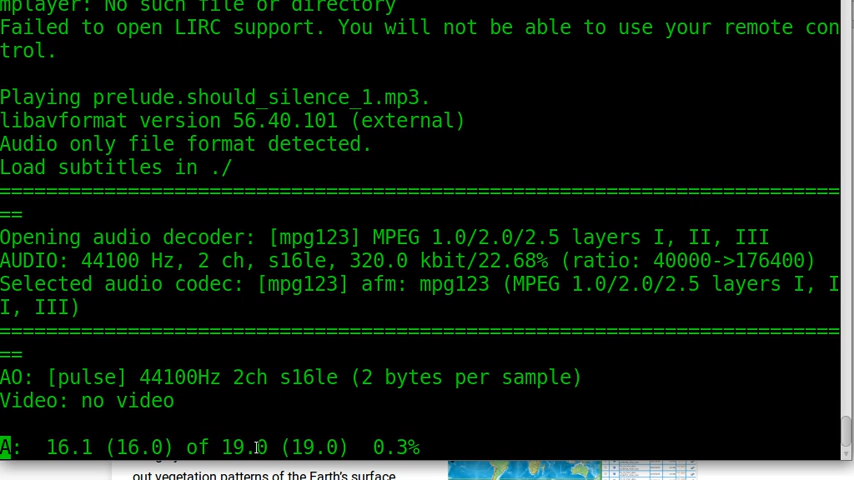 mplayer: No such file or directory
Failed to open LIRC support. You will not be able to use your remote con
trol.
Playing prelude.should_silence_1.mp3.
libavformat version 56.40.101 (external)
Audio only file format detected.
Load subtitles in ./
========================================================================
==
Opening audio decoder: [mpg123] MPEG 1.0/2.0/2.5 layers I, II, III
AUDIO: 44100 Hz, 2 ch, s16le, 320.0 kbit/22.68% (ratio: 40000->176400)
Selected audio codec: [mpg123] afm: mpg123 (MPEG 1.0/2.0/2.5 layers I, I
I, III)
========================================================================
==
AO: [pulse] 44100Hz 2ch s16le (2 bytes per sample)
Video: no video
A:  16.1 (16.0) of 19.0 (19.0)  0.3%
out vegetation patterns of the Earth's surface